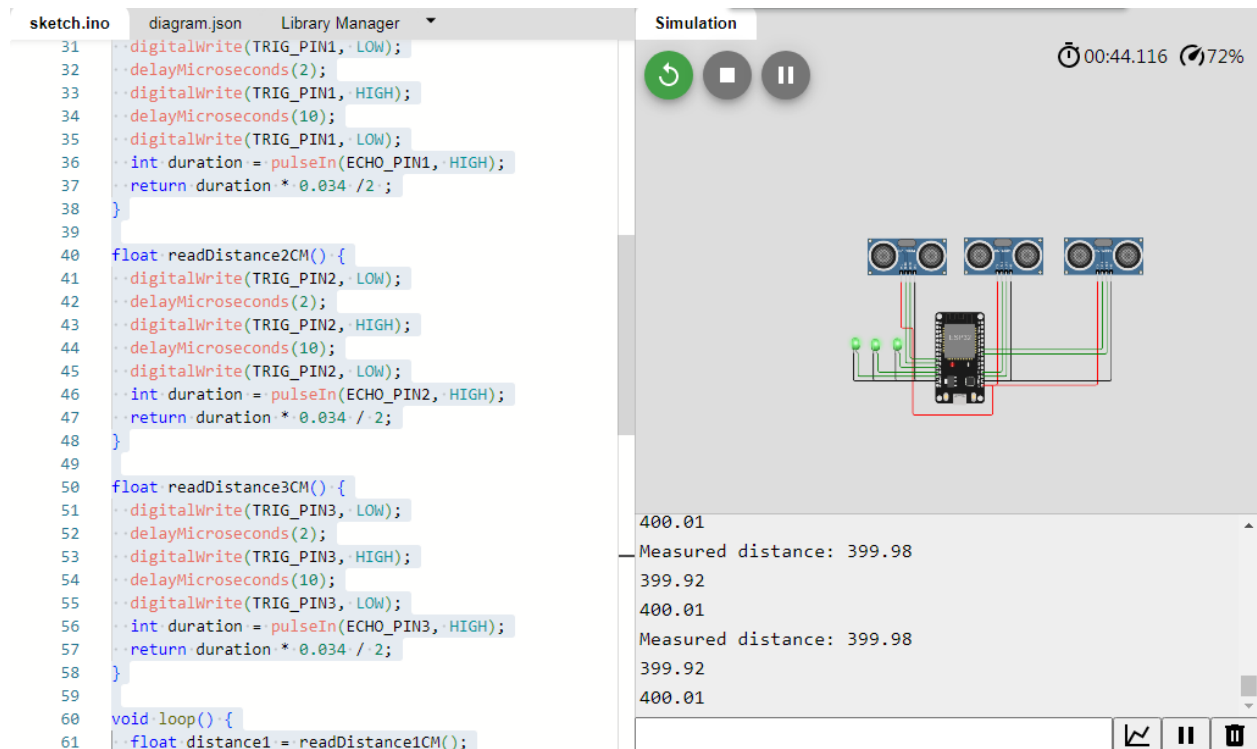 sketch.ino diagram.json Library Manager
31 digitalWrite(TRIG_PIN1, LOW);
32 delayMicroseconds(2);
33 digitalWrite(TRIG_PIN1, HIGH);
34 delayMicroseconds(10);
35 digitalWrite(TRIG_PIN1, LOW);
36 int duration = pulseIn(ECHO_PIN1, HIGH);
37 return duration * 0.034 /2 ;
38 }
39
40 float readDistance2CM() {
41 digitalWrite(TRIG_PIN2, LOW);
42 delayMicroseconds(2);
43 digitalWrite(TRIG_PIN2, HIGH);
44 delayMicroseconds(10);
45 digitalWrite(TRIG_PIN2, LOW);
46 int duration = pulseIn(ECHO_PIN2, HIGH);
47 return duration * 0.034 / 2;
48 }
49
50 float readDistance3CM() {
51 digitalWrite(TRIG_PIN3, LOW);
52 delayMicroseconds(2);
53 digitalWrite(TRIG_PIN3, HIGH);
54 delayMicroseconds(10);
55 digitalWrite(TRIG_PIN3, LOW);
56 int duration = pulseIn(ECHO_PIN3, HIGH);
57 return duration * 0.034 / 2;
58 }
59
60 void loop() {
61 float distance1 = readDistance1CM();
Simulation
00:44.116 72%
ESP32
400.01
Measured distance: 399.98
399.92
400.01
Measured distance: 399.98
399.92
400.01